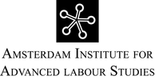 AMSTERDAM INSTITUTE FOR
ADVANCED LABOUR STUDIES